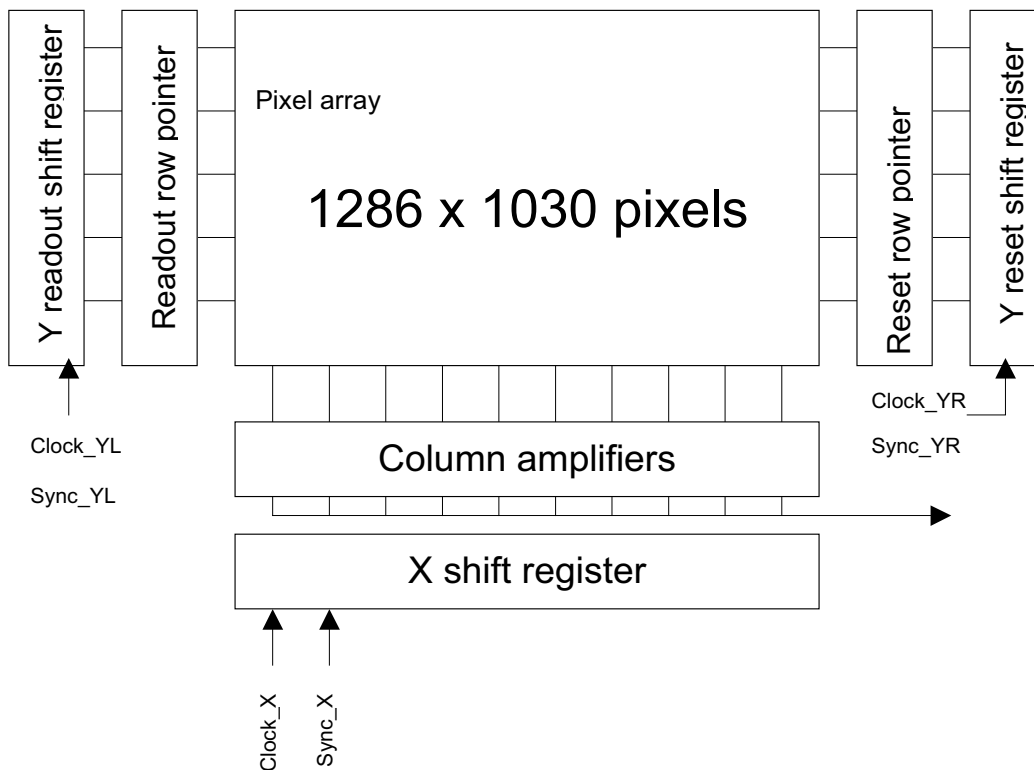 Y readout shift register
Readout row pointer
Pixel array
1286 x 1030 pixels
Reset row pointer
Y reset shift register
Clock_YL
Sync_YL
Clock_YR
Sync_YR
Column amplifiers
X shift register
Clock_X
Sync_X